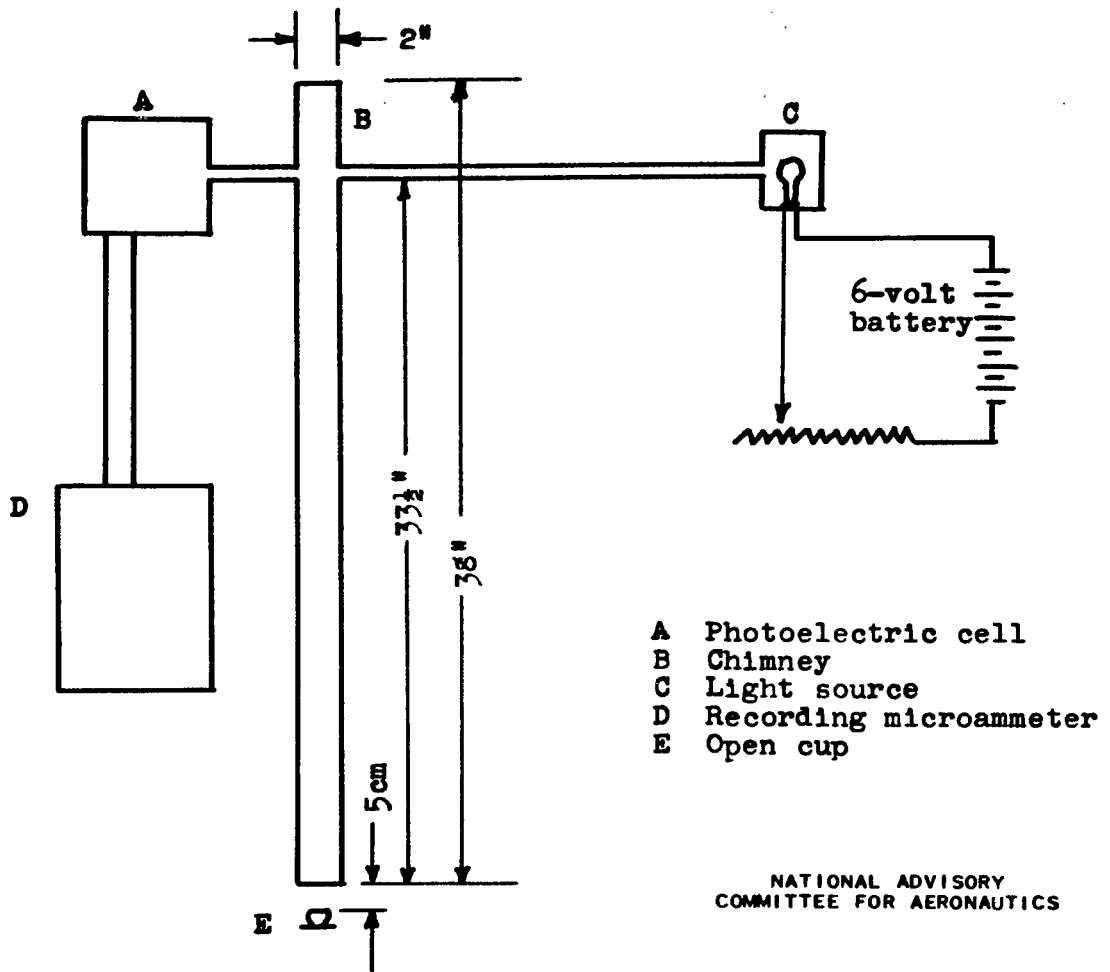 2"
A
B
C
6-volt
battery
D
33½"
38"
5cm
E
A Photoelectric cell
B Chimney
C Light source
D Recording microammeter
E Open cup
NATIONAL ADVISORY
COMMITTEE FOR AERONAUTICS